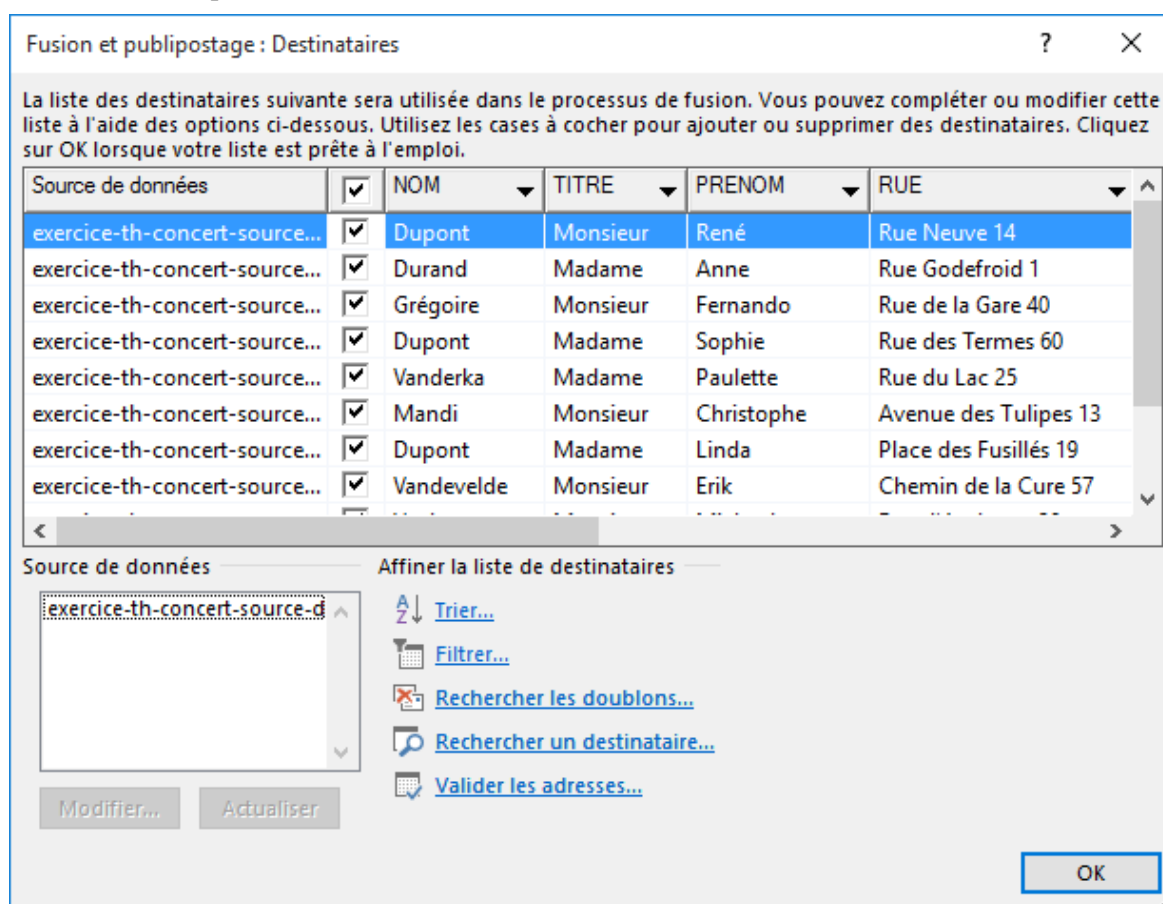 Fusion et publipostage : Destinataires ?
La liste des destinataires suivante sera utilisée dans le processus de fusion. Vous pouvez compléter ou modifier cette
liste à l'aide des options ci-dessous. Utilisez les cases à cocher pour ajouter ou supprimer des destinataires. Cliquez
sur OK lorsque votre liste est prête à l'emploi.
Source de données NOM TITRE PRENOM RUE
exercice-th-concert-source... Dupont Monsieur René Rue Neuve 14
exercice-th-concert-source... Durand Madame Anne Rue Godefroid 1
exercice-th-concert-source... Grégoire Monsieur Fernando Rue de la Gare 40
exercice-th-concert-source... Dupont Madame Sophie Rue des Termes 60
exercice-th-concert-source... Vanderka Madame Paulette Rue du Lac 25
exercice-th-concert-source... Mandi Monsieur Christophe Avenue des Tulipes 13
exercice-th-concert-source... Dupont Madame Linda Place des Fusillés 19
exercice-th-concert-source... Vandevelde Monsieur Erik Chemin de la Cure 57
Source de données Affiner la liste de destinataires
exercice-th-concert-source-d
Trier...
Filtrer...
Rechercher les doublons...
Rechercher un destinataire...
Valider les adresses...
Modifier... Actualiser
OK